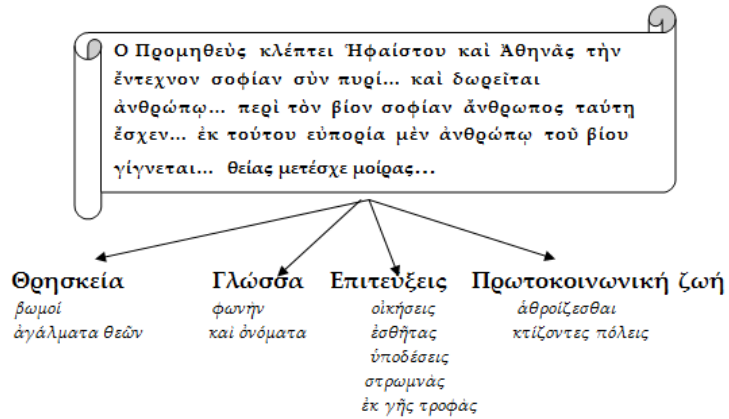 Ο Προμηθεὺς κλέπτει Ἡφαίστου καὶ Ἀθηνᾶς τὴν
ἔντεχνον σοφίαν σὺν πυρί... καὶ δωρεῖται
ἀνθρώπῳ... περὶ τὸν βίον σοφίαν ἄνθρωπος ταύτῃ
ἔσχεν... ἐκ τούτου εὐπορία μὲν ἀνθρώπῳ τοῦ βίου
γίγνεται... θείας μετέσχε μοίρας...
Θρησκεία
βωμοί
ἀγάλματα θεῶν
Γλώσσα
φωνὴν
καὶ ὀνόματα
Επιτεύξεις
οἰκήσεις
ἐσθῆτας
ὑποδέσεις
στρωμνὰς
ἐκ γῆς τροφὰς
Πρωτοκοινωνική ζωή
ἀθροίζεσθαι
κτίζοντες πόλεις